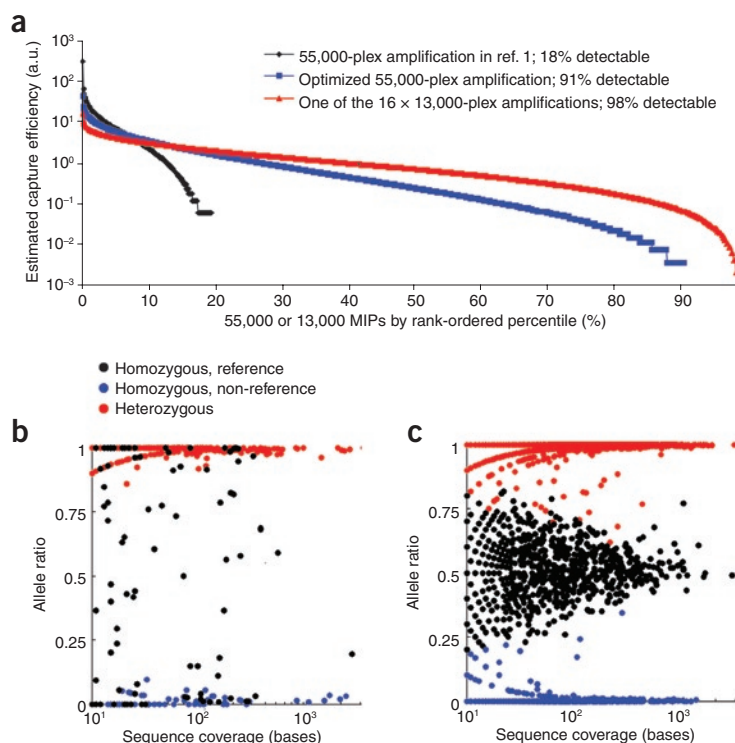 a
55,000-plex amplification in ref. 1; 18% detectable
Optimized 55,000-plex amplification; 91% detectable
One of the 16 × 13,000-plex amplifications; 98% detectable
Estimated capture efficiency (a.u.)
10³
10²
10¹
10⁰
10⁻¹
10⁻²
10⁻³
0 10 20 30 40 50 60 70 80 90
55,000 or 13,000 MIPs by rank-ordered percentile (%)
Homozygous, reference
Homozygous, non-reference
Heterozygous
b
Allele ratio
1
0.75
0.5
0.25
0
10¹ 10² 10³
Sequence coverage (bases)
c
Allele ratio
1
0.75
0.5
0.25
0
10¹ 10² 10³
Sequence coverage (bases)